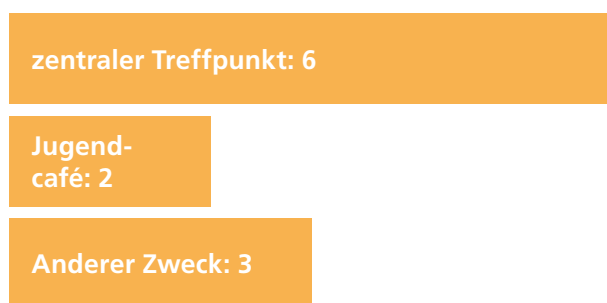 zentraler Treffpunkt: 6
Jugend-
café: 2
Anderer Zweck: 3